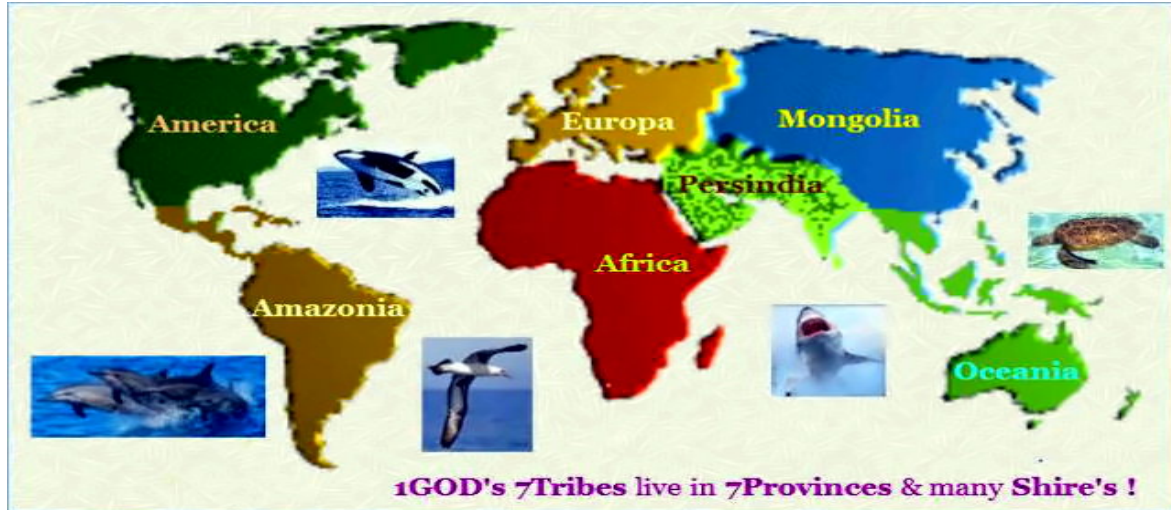 America
Europa
Mongolia
Persindia
Africa
Amazonia
Oceania
1GOD's 7Tribes live in 7Provinces & many Shire's !